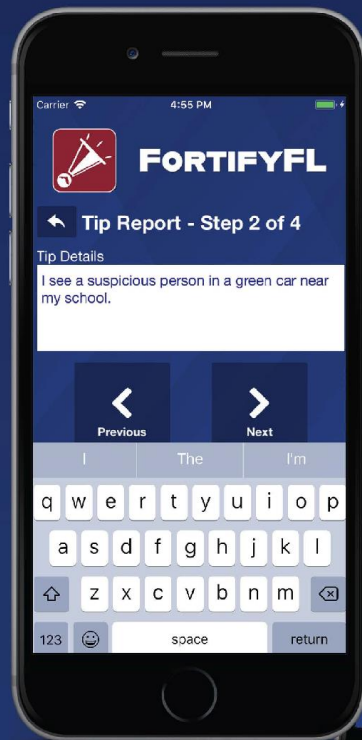 Carrier 4:55 PM
FORTIFYFL
Tip Report - Step 2 of 4
Tip Details
I see a suspicious person in a green car near
my school.
Previous Next
I The I'm
q w e r t y u i o p
a s d f g h j k l
z x c v b n m
123 space return